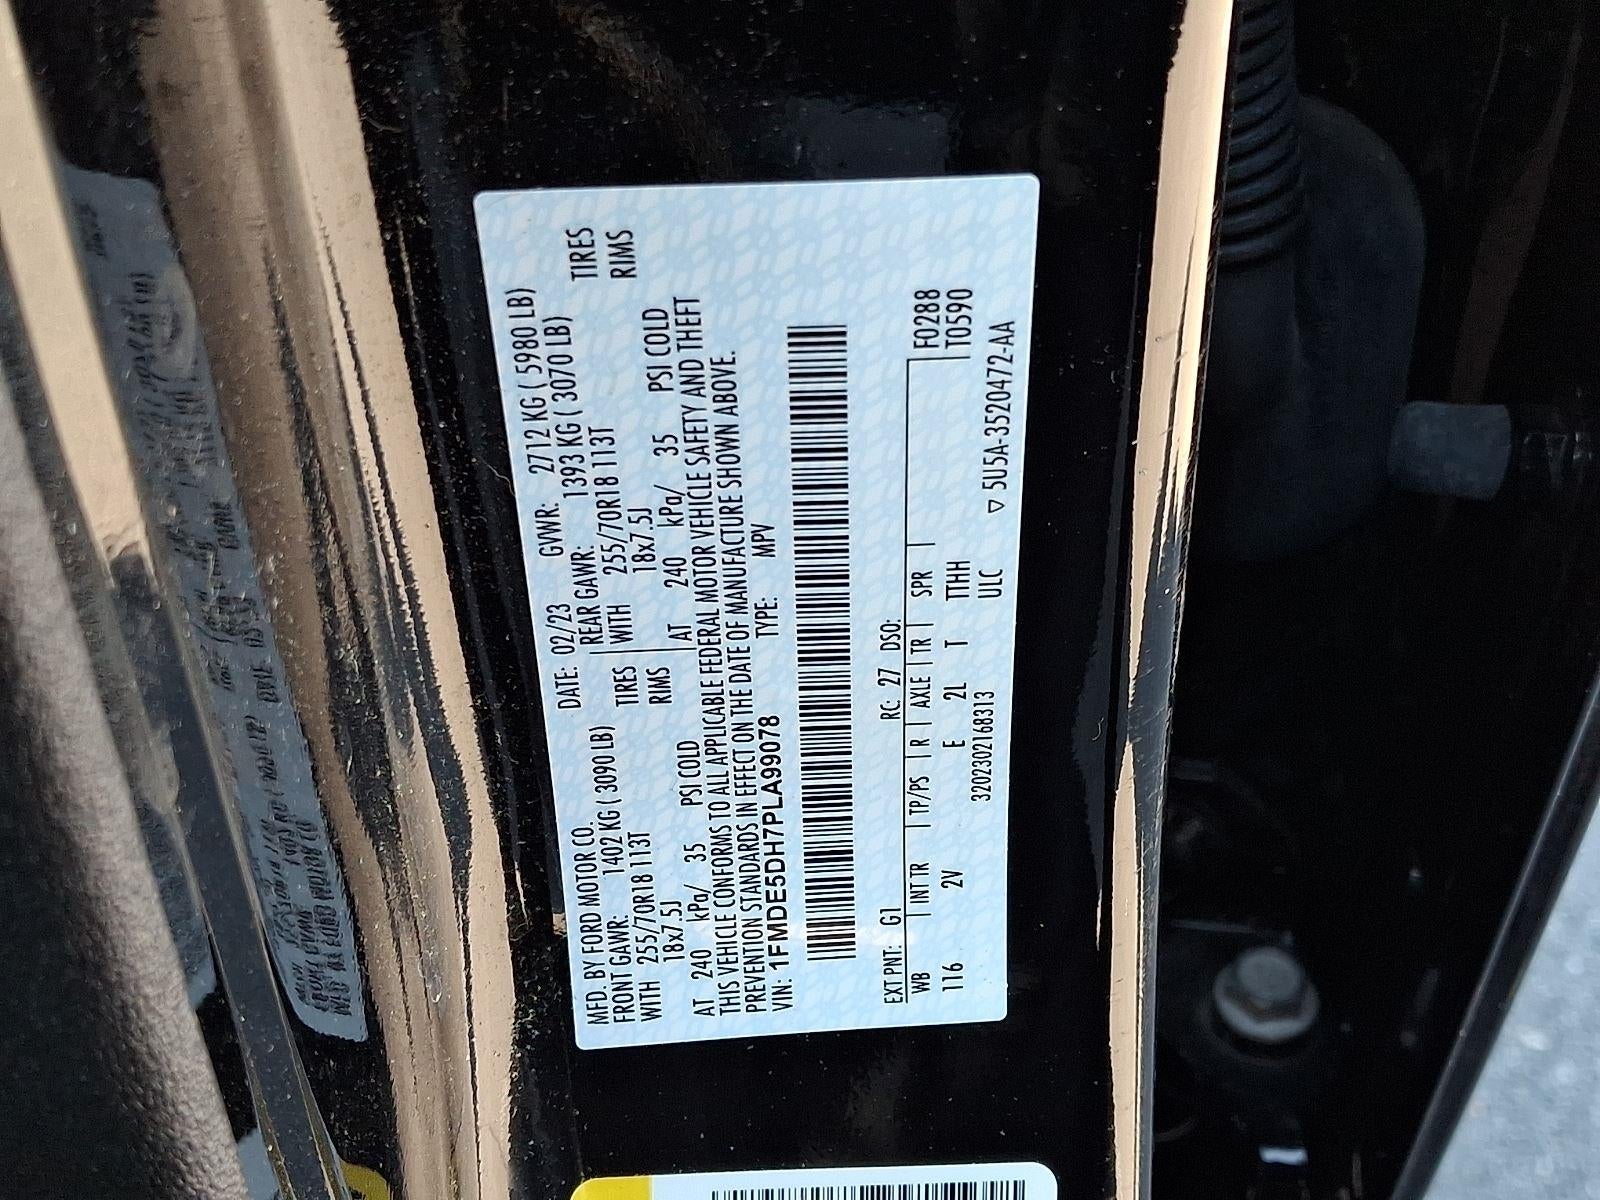 MFD. BY FORD MOTOR CO.
DATE: 02/23 GVWR: 2712 KG ( 5980 LB)
FRONT GAWR: 1402 KG ( 3090 LB) REAR GAWR: 1393 KG ( 3070 LB)
WITH 255/70R18 113T TIRES WITH 255/70R18 113T TIRES
18x7.5J RIMS 18x7.5J RIMS
AT 240 kPa/ 35 PSI COLD AT 240 kPa/ 35 PSI COLD
THIS VEHICLE CONFORMS TO ALL APPLICABLE FEDERAL MOTOR VEHICLE SAFETY AND THEFT
PREVENTION STANDARDS IN EFFECT ON THE DATE OF MANUFACTURE SHOWN ABOVE.
VIN: 1FMDE5DH7PLA99078 TYPE: MPV
EXT PNT: G1 RC: 27 DSO: F0288
WB INT TR TP/PS R AXLE TR SPR T0590
116 2V E 2L T TTHH
320230216831 3 ULC ▽ 5U5A-3520472-AA